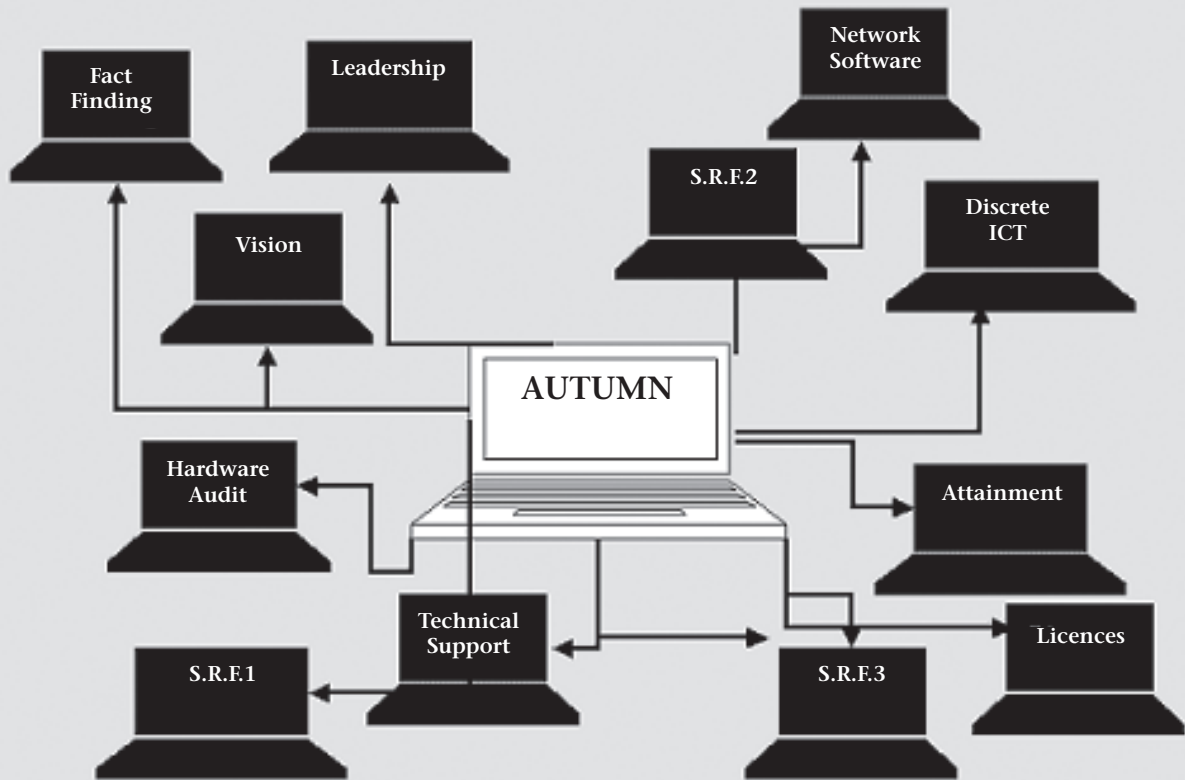 Fact
Finding
Leadership
Network
Software
S.R.F.2
Discrete
ICT
Vision
AUTUMN
Hardware
Audit
Attainment
Technical
Support
Licences
S.R.F.1
S.R.F.3